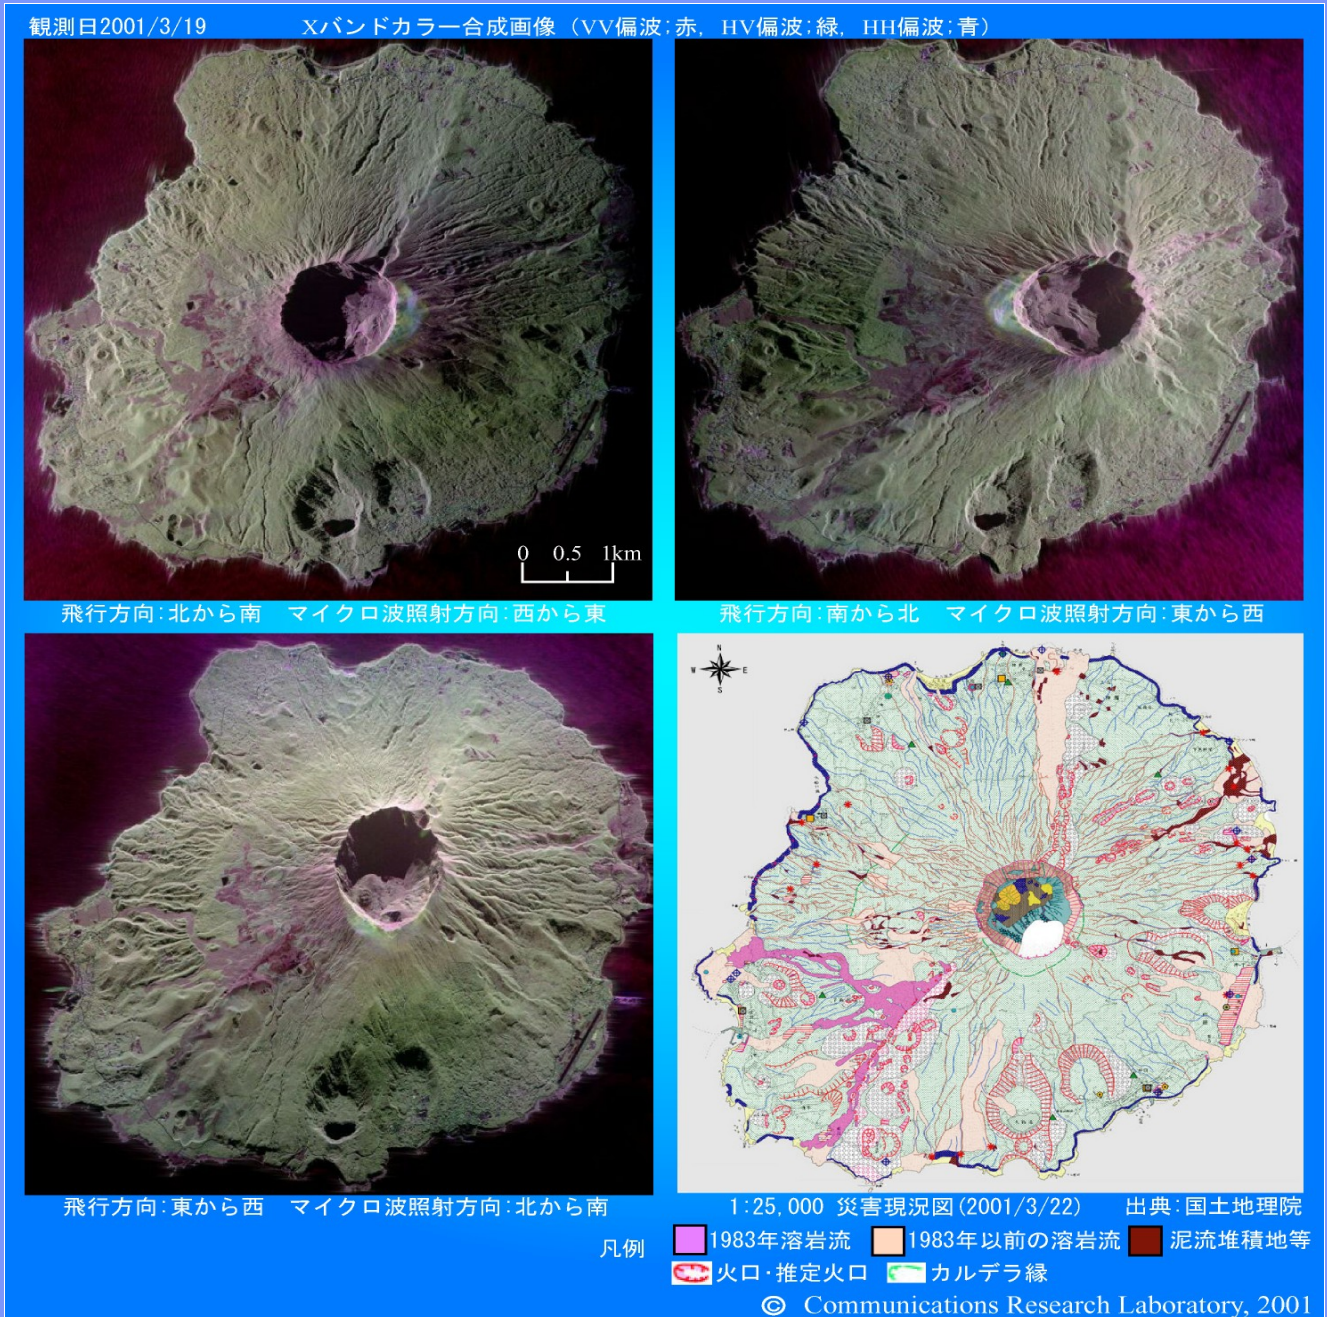 観測日2001/3/19
Xバンドカラー合成画像 (VV偏波;赤, HV偏波;緑, HH偏波;青)
0 0.5 1km
飛行方向:北から南 マイクロ波照射方向:西から東
飛行方向:南から北 マイクロ波照射方向:東から西
N
W E
S
飛行方向:東から西 マイクロ波照射方向:北から南
1:25,000 災害現況図(2001/3/22) 出典:国土地理院
凡例
1983年溶岩流 1983年以前の溶岩流 泥流堆積地等
火口・推定火口 カルデラ縁
© Communications Research Laboratory, 2001